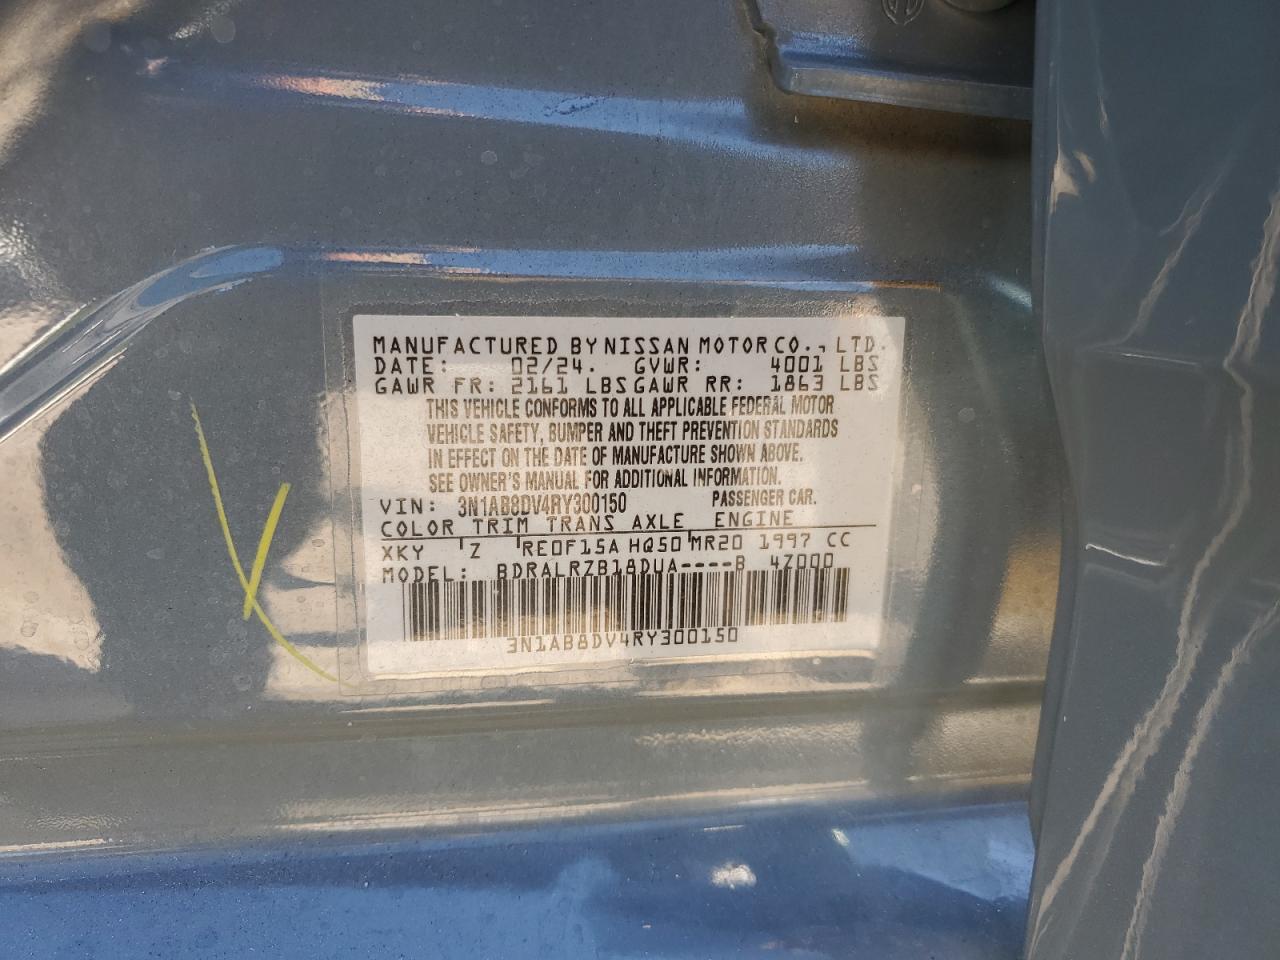 MANUFACTURED BY NISSAN MOTOR CO., LTD.
DATE: 02/24. GVWR: 4001 LBS
GAWR FR: 2161 LBS GAWR RR: 1863 LBS
THIS VEHICLE CONFORMS TO ALL APPLICABLE FEDERAL MOTOR
VEHICLE SAFETY, BUMPER AND THEFT PREVENTION STANDARDS
IN EFFECT ON THE DATE OF MANUFACTURE SHOWN ABOVE.
SEE OWNER'S MANUAL FOR ADDITIONAL INFORMATION.
VIN: 3N1AB8DV4RY300150 PASSENGER CAR.
COLOR TRIM TRANS AXLE ENGINE
XKY Z RE0F15A HQ50 MR20 1997 CC
MODEL: BDRALRZB18DUA----B 4Z000
3N1AB8DV4RY300150